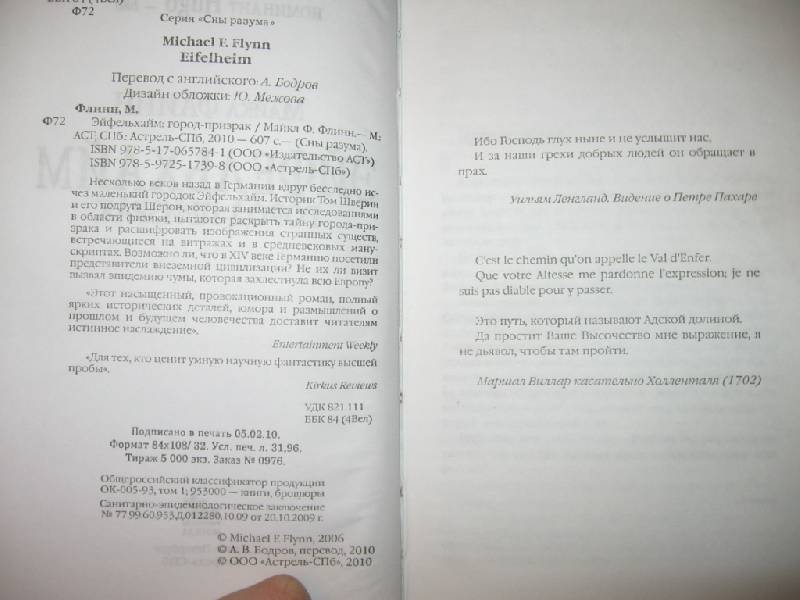 Ф72
Серия «Сны разума»
Michael F. Flynn
Eifelheim
Перевод с английского: А. Бодров
Дизайн обложки: Ю. Межова
Флинн, М.
Ф72 Эйфельхайм: город-призрак / Майкл Ф. Флинн.— М:
АСТ, СПб: Астрель-СПб, 2010 — 607 с.— (Сны разума).
ISBN 978-5-17-065784-1 (ООО «Издательство АСТ»)
ISBN 978-5-9725-1739-8 (ООО «Астрель-СПб»)
Несколько веков назад в Германии вдруг бесследно ис-
чез маленький городок Эйфельхайм. Историк Том Шверин
и его подруга Шерон, которая занимается исследованиями
в области физики, пытаются раскрыть тайну города-при-
зрака и расшифровать изображения странных существ,
встречающиеся на витражах и в средневековых ману-
скриптах. Возможно ли, что в XIV веке Германию посетили
представители внеземной цивилизации? Не их ли визит
вызвал эпидемию чумы, которая захлестнула всю Европу?
«Этот насыщенный, провокационный роман, полный
ярких исторических деталей, юмора и размышлений о
прошлом и будущем человечества доставит читателям
истинное наслаждение».
Entertainment Weekly
«Для тех, кто ценит умную научную фантастику высшей
пробы».
Kirkus Reviews
УДК 821.111
ББК 84 (4Вел)
Подписано в печать 05.02.10.
Формат 84х108/32. Усл. печ. л. 31,96.
Тираж 5 000 экз. Заказ № 0976.
Общероссийский классификатор продукции
ОК-005-93, том 1; 953000 — книги, брошюры
Санитарно-эпидемиологическое заключение
№ 77.99.60.953.Д.012280.10.09 от 20.10.2009 г.
© Michael F. Flynn, 2006
© А. В. Бодров, перевод, 2010
© ООО «Астрель-СПб», 2010
Ибо Господь глух ныне и не услышит нас,
И за наши грехи добрых людей он обращает в
прах.
Уильям Ленгланд. Видение о Петре Пахаре
C'est le chemin qu'on appelle le Val d'Enfer.
Que votre Altesse me pardonne l'expression; je ne
suis pas diable pour y passer.
Это путь, который называют Адской долиной.
Да простит Ваше Высочество мне выражение, я
не дьявол, чтобы там пройти.
Маршал Виллар касательно Холленталя (1702)